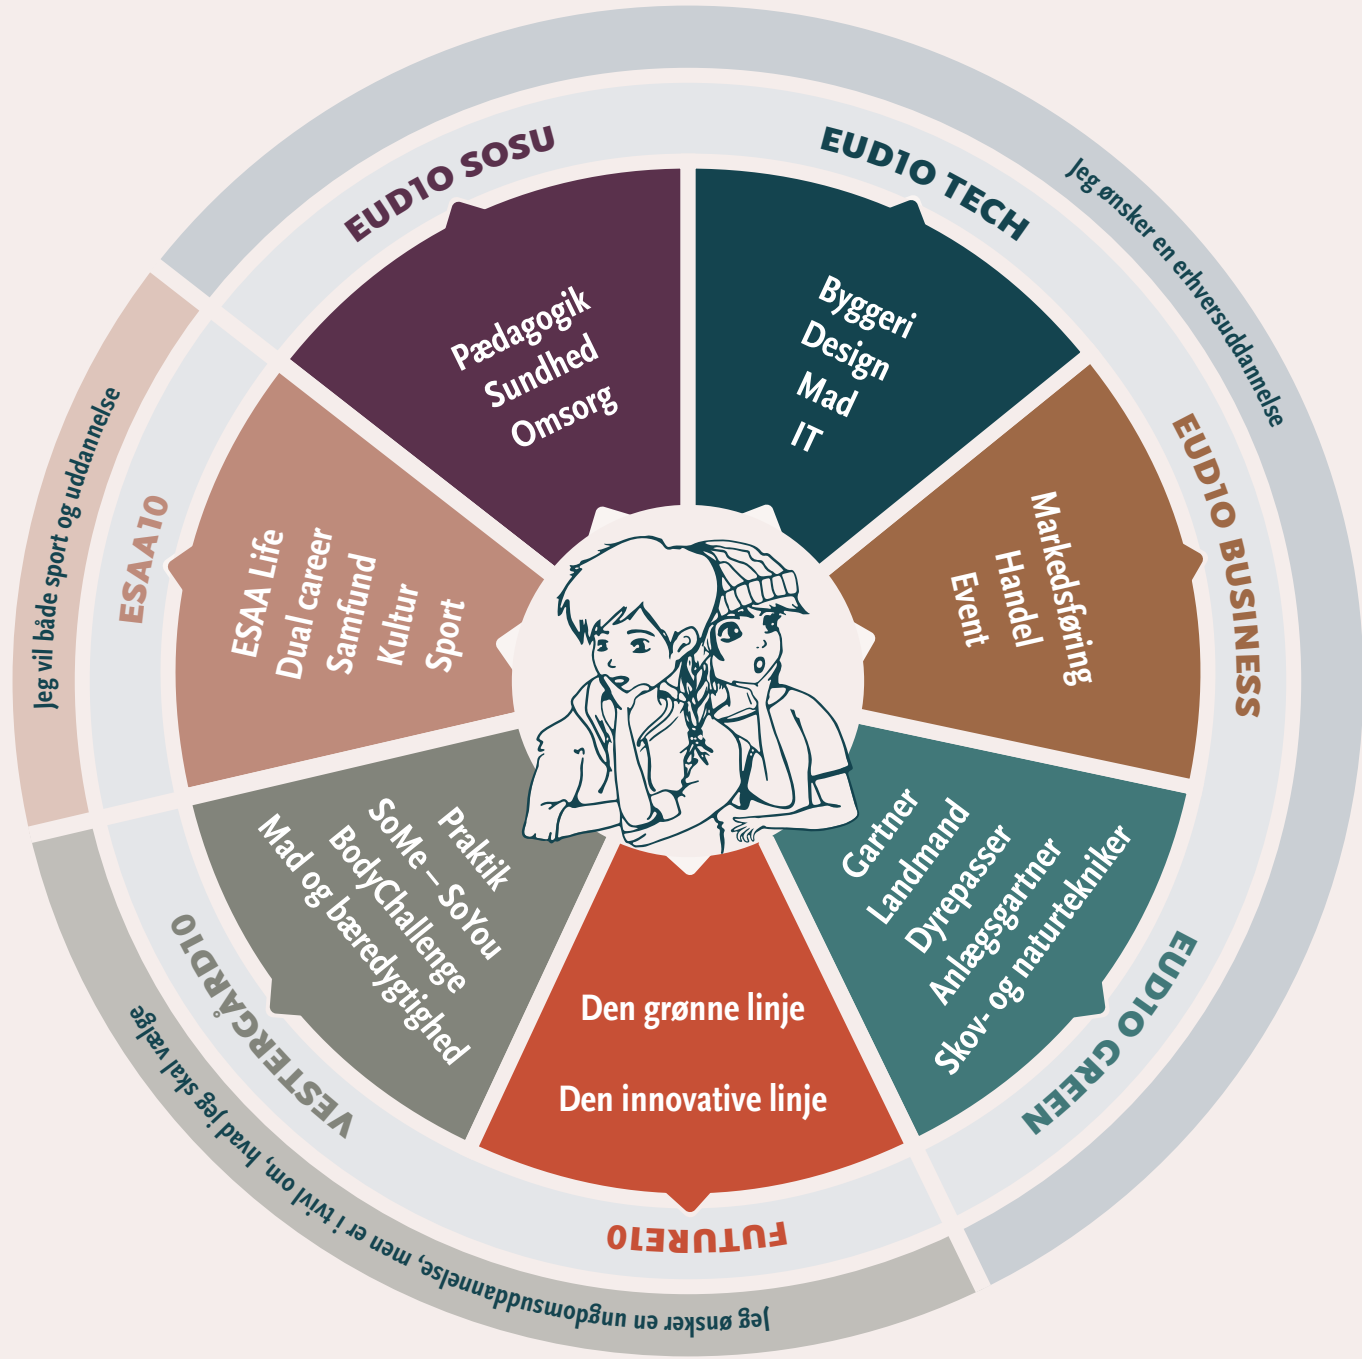 Jeg ønsker en erhversuddannelse
EUD10 SOSU
Pædagogik
Sundhed
Omsorg
EUD10 TECH
Byggeri
Design
Mad
IT
EUD10 BUSINESS
Markedsføring
Handel
Event
EUD10 GREEN
Gartner
Landmand
Dyrepasser
Anlægsgartner
Skov- og naturtekniker
Jeg ønsker en ungdomsuddannelse, men er i tvivl om, hvad jeg skal vælge
FUTURE10
Den grønne linje
Den innovative linje
VESTERGÅRD10
Praktik
SoMe – SoYou
BodyChallenge
Mad og bæredygtighed
Jeg vil både sport og uddannelse
ESAA10
ESAA Life
Dual career
Samfund
Kultur
Sport